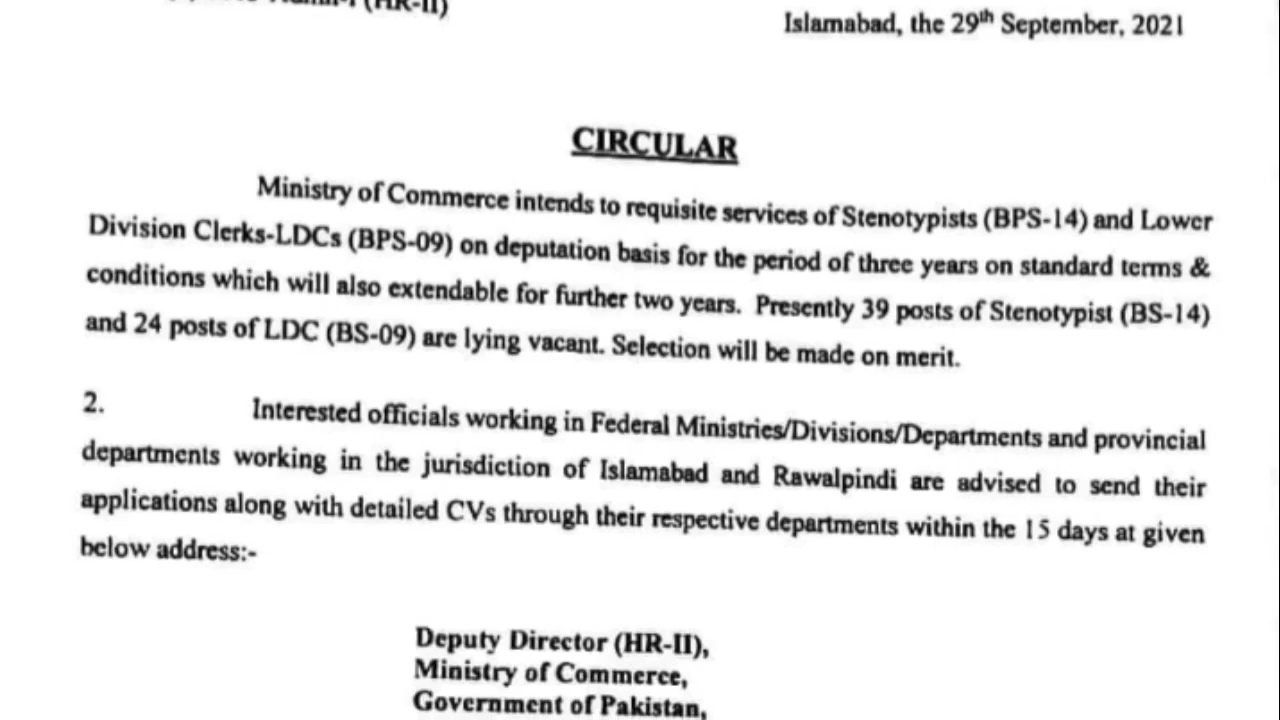 (HR-II)
Islamabad, the 29th September, 2021
CIRCULAR
Ministry of Commerce intends to requisite services of Stenotypists (BPS-14) and Lower
Division Clerks-LDCs (BPS-09) on deputation basis for the period of three years on standard terms &
conditions which will also extendable for further two years. Presently 39 posts of Stenotypist (BS-14)
and 24 posts of LDC (BS-09) are lying vacant. Selection will be made on merit.
2. Interested officials working in Federal Ministries/Divisions/Departments and provincial
departments working in the jurisdiction of Islamabad and Rawalpindi are advised to send their
applications along with detailed CVs through their respective departments within the 15 days at given
below address:-
Deputy Director (HR-II),
Ministry of Commerce,
Government of Pakistan,